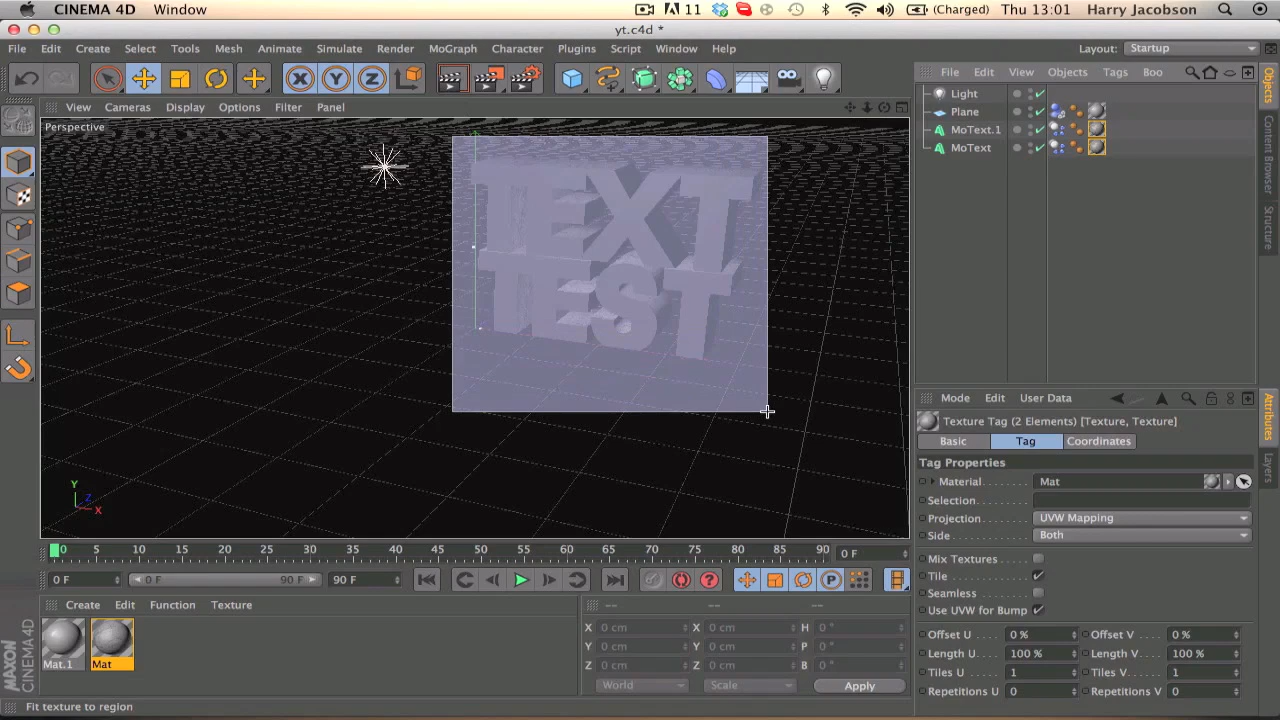 CINEMA 4D Window 11 (Charged) Thu 13:01 Harry Jacobson
yt.c4d *
File Edit Create Select Tools Mesh Animate Simulate Render MoGraph Character Plugins Script Window Help Layout: Startup
X Y Z
File Edit View Objects Tags Boo
View Cameras Display Options Filter Panel
Perspective
Light
Plane
MoText.1
MoText
Objects
Content Browser
Structure
TEXT
TEST
Y
Z
X
Mode Edit User Data
Texture Tag (2 Elements) [Texture, Texture]
Basic Tag Coordinates
Tag Properties
Material Mat
Selection
Projection UVW Mapping
Side Both
Mix Textures
Tile
Seamless
Use UVW for Bump
Offset U 0 % Offset V 0 %
Length U 100 % Length V 100 %
Tiles U 1 Tiles V 1
Repetitions U 0 Repetitions V 0
Attributes
Layers
0 5 10 15 20 25 30 35 40 45 50 55 60 65 70 75 80 85 90 0 F
0 F 0 F 90 F 90 F
P
Create Edit Function Texture
Mat.1 Mat
-- -- --
X 0 cm X 0 cm H 0 °
Y 0 cm Y 0 cm P 0 °
Z 0 cm Z 0 cm B 0 °
World Scale Apply
MAXON CINEMA 4D
Fit texture to region